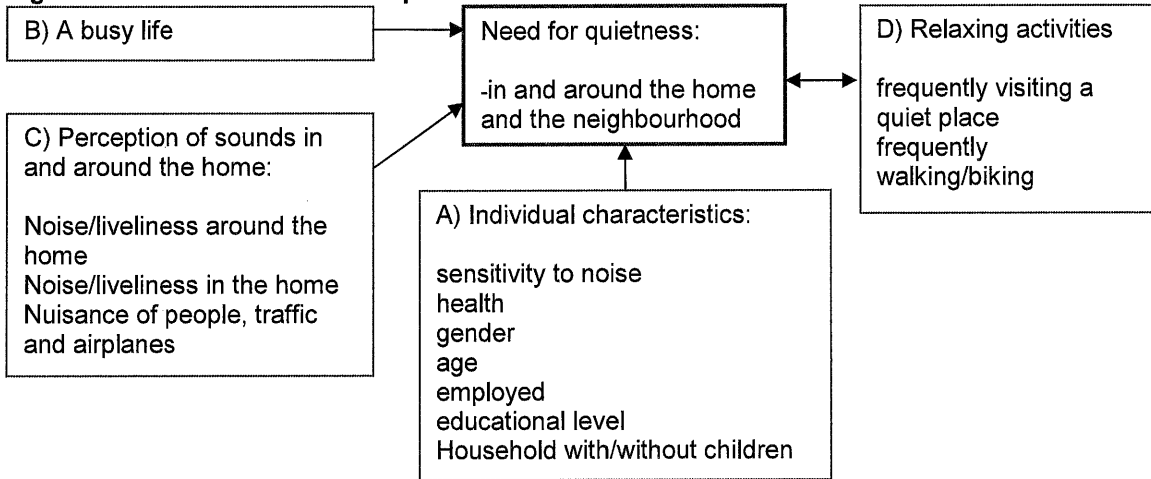 B) A busy life
Need for quietness:
-in and around the home
and the neighbourhood
D) Relaxing activities
frequently visiting a
quiet place
frequently
walking/biking
C) Perception of sounds in
and around the home:
Noise/liveliness around the
home
Noise/liveliness in the home
Nuisance of people, traffic
and airplanes
A) Individual characteristics:
sensitivity to noise
health
gender
age
employed
educational level
Household with/without children